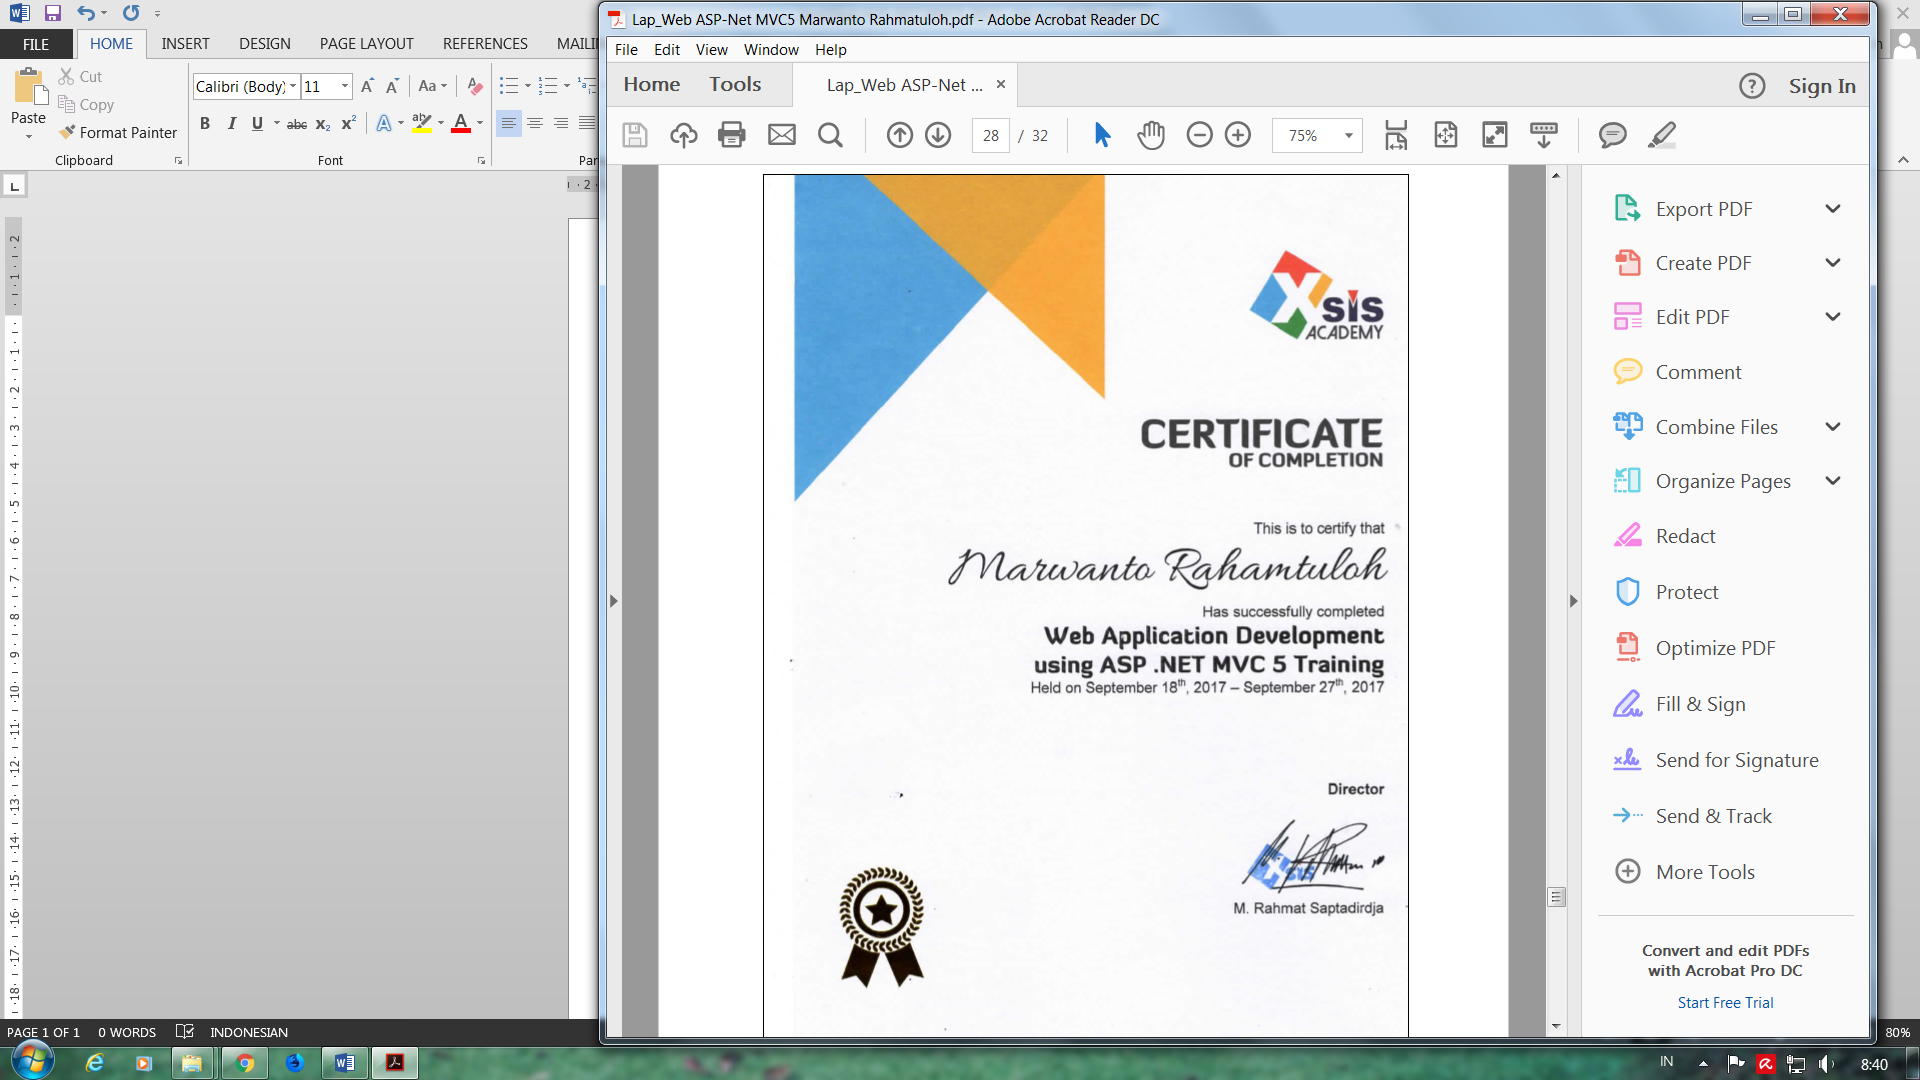 Lap_Web ASP-Net MVC5 Marwanto Rahmatuloh.pdf - Adobe Acrobat Reader DC
FILE HOME INSERT DESIGN PAGE LAYOUT REFERENCES
File Edit View Window Help
Home Tools Lap_Web ASP-Net ... Sign In
Paste
Cut
Copy
Format Painter
Clipboard
Calibri (Body) 11
Font
28 / 32 75%
Xsis
ACADEMY
CERTIFICATE
OF COMPLETION
This is to certify that
Marwanto Rahamtuloh
Has successfully completed
Web Application Development
using ASP .NET MVC 5 Training
Held on September 18th, 2017 – September 27th, 2017
Director
M. Rahmat Saptadirdja
Export PDF
Create PDF
Edit PDF
Comment
Combine Files
Organize Pages
Redact
Protect
Optimize PDF
Fill & Sign
Send for Signature
Send & Track
More Tools
Convert and edit PDFs
with Acrobat Pro DC
Start Free Trial
PAGE 1 OF 1 0 WORDS INDONESIAN 80%
IN 8:40